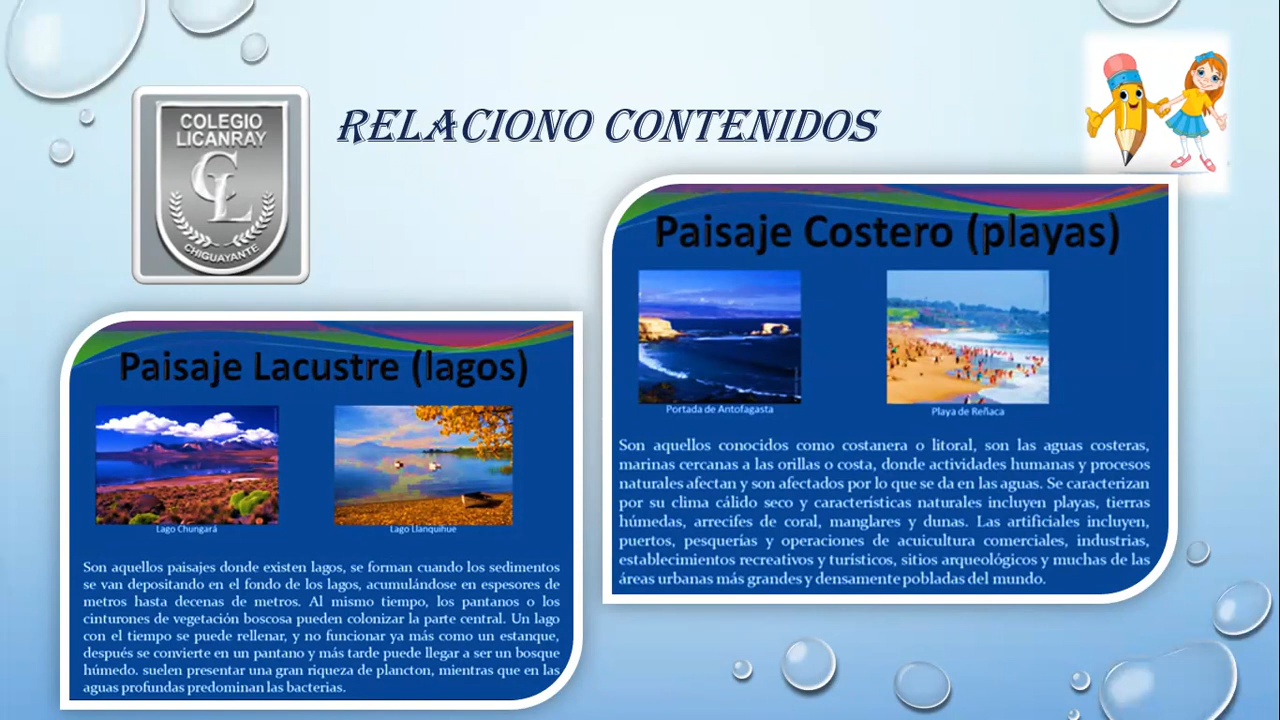 COLEGIO
LICANRAY
CL
CHIGUAYANTE
RELACIONO CONTENIDOS
Paisaje Lacustre (lagos)
Lago Chungará
Lago Llanquihue
Son aquellos paisajes donde existen lagos, se forman cuando los sedimentos
se van depositando en el fondo de los lagos, acumulándose en espesores de
metros hasta decenas de metros. Al mismo tiempo, los pantanos o los
cinturones de vegetación boscosa pueden colonizar la parte central. Un lago
con el tiempo se puede rellenar, y no funcionar ya más como un estanque,
después se convierte en un pantano y más tarde puede llegar a ser un bosque
húmedo. suelen presentar una gran riqueza de plancton, mientras que en las
aguas profundas predominan las bacterias.
Paisaje Costero (playas)
Portada de Antofagasta
Playa de Reñaca
Son aquellos conocidos como costanera o litoral, son las aguas costeras,
marinas cercanas a las orillas o costa, donde actividades humanas y procesos
naturales afectan y son afectados por lo que se da en las aguas. Se caracterizan
por su clima cálido seco y características naturales incluyen playas, tierras
húmedas, arrecifes de coral, manglares y dunas. Las artificiales incluyen,
puertos, pesquerías y operaciones de acuicultura comerciales, industrias,
establecimientos recreativos y turísticos, sitios arqueológicos y muchas de las
áreas urbanas más grandes y densamente pobladas del mundo.